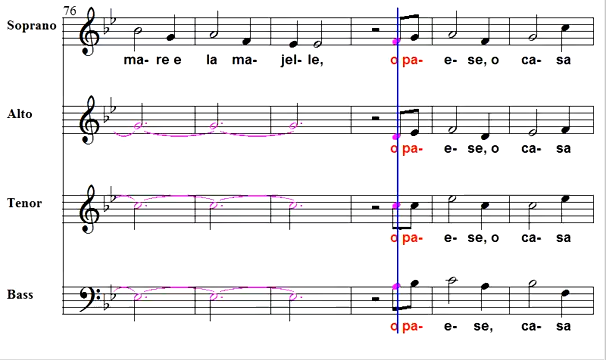 76
Soprano
ma- re e la ma- jel- le, o pa- e- se, o ca- sa
Alto
o pa- e- se, o ca- sa
Tenor
o pa- e- se, o ca- sa
Bass
o pa- e- se, ca- sa